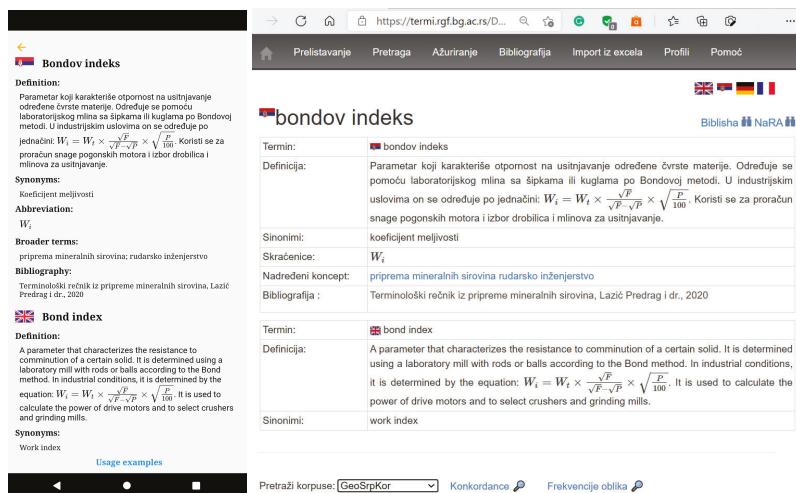 Bondov indeks
Definition:
Parametar koji karakteriše otpornost na usitnjavanje
određene čvrste materije. Određuje se pomoću
laboratorijskog mlina sa šipkama ili kuglama po Bondovoj
metodi. U industrijskim uslovima on se određuje po
jednačini: W_i = W_t × √F / (√F − √P) × √(P/100). Koristi se za
proračun snage pogonskih motora i izbor drobilica i
mlinova za usitnjavanje.
Synonyms:
Koeficijent meljivosti
Abbreviation:
W_i
Broader terms:
priprema mineralnih sirovina; rudarsko inženjerstvo
Bibliography:
Terminološki rečnik iz pripreme mineralnih sirovina, Lazić
Predrag i dr., 2020
Bond index
Definition:
A parameter that characterizes the resistance to
comminution of a certain solid. It is determined using a
laboratory mill with rods or balls according to the Bond
method. In industrial conditions, it is determined by the
equation: W_i = W_t × √F / (√F − √P) × √(P/100). It is used to
calculate the power of drive motors and to select crushers
and grinding mills.
Synonyms:
Work index
Usage examples
https://termi.rgf.bg.ac.rs/D...
Prelistavanje Pretraga Ažuriranje Bibliografija Import iz excela Profili Pomoć
bondov indeks
Biblisha NaRA
Termin: bondov indeks
Definicija: Parametar koji karakteriše otpornost na usitnjavanje određene čvrste materije. Određuje se
pomoću laboratorijskog mlina sa šipkama ili kuglama po Bondovoj metodi. U industrijskim
uslovima on se određuje po jednačini: W_i = W_t × √F / (√F − √P) × √(P/100). Koristi se za proračun
snage pogonskih motora i izbor drobilica i mlinova za usitnjavanje.
Sinonimi: koeficijent meljivosti
Skraćenice: W_i
Nadređeni koncept: priprema mineralnih sirovina rudarsko inženjerstvo
Bibliografija : Terminološki rečnik iz pripreme mineralnih sirovina, Lazić Predrag i dr., 2020
Termin: bond index
Definicija: A parameter that characterizes the resistance to comminution of a certain solid. It is determined
using a laboratory mill with rods or balls according to the Bond method. In industrial conditions,
it is determined by the equation: W_i = W_t × √F / (√F − √P) × √(P/100). It is used to calculate the
power of drive motors and to select crushers and grinding mills.
Sinonimi: work index
Pretraži korpuse: GeoSrpKor Konkordance Frekvencije oblika